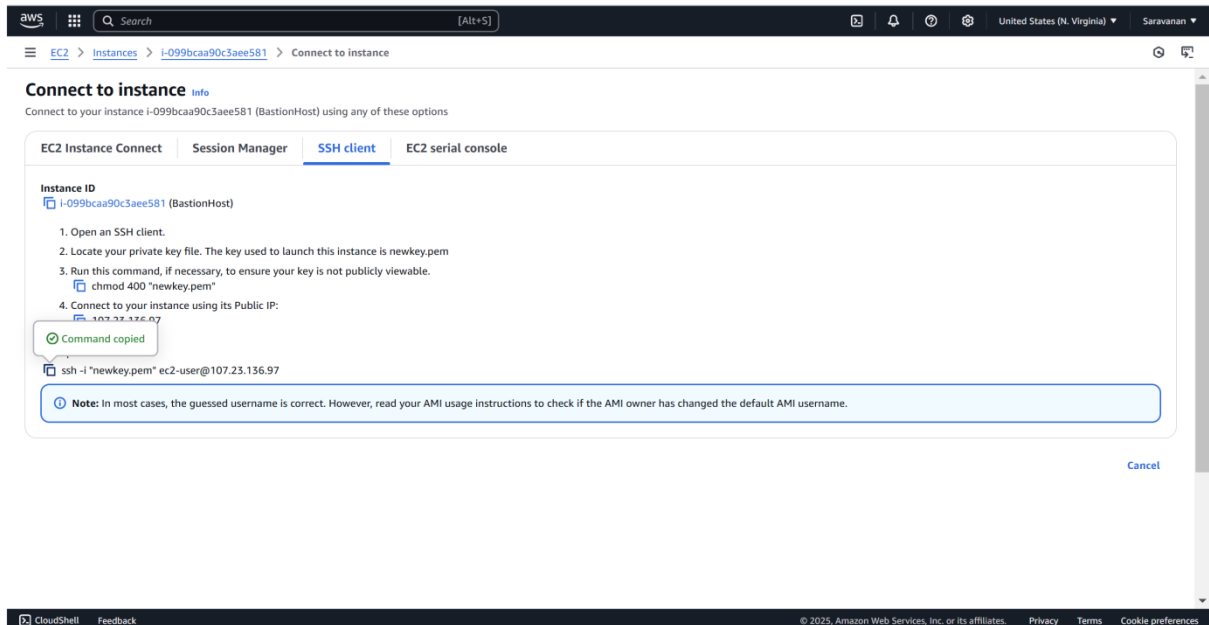 aws
Search [Alt+S] United States (N. Virginia) Saravanan
EC2 > Instances > i-099bcaa90c3aee581 > Connect to instance
Connect to instance Info
Connect to your instance i-099bcaa90c3aee581 (BastionHost) using any of these options
EC2 Instance Connect Session Manager SSH client EC2 serial console
Instance ID
i-099bcaa90c3aee581 (BastionHost)
1. Open an SSH client.
2. Locate your private key file. The key used to launch this instance is newkey.pem
3. Run this command, if necessary, to ensure your key is not publicly viewable.
chmod 400 "newkey.pem"
4. Connect to your instance using its Public IP:
107.23.136.97
Command copied
ssh -i "newkey.pem" ec2-user@107.23.136.97
Note: In most cases, the guessed username is correct. However, read your AMI usage instructions to check if the AMI owner has changed the default AMI username.
Cancel
CloudShell Feedback © 2025, Amazon Web Services, Inc. or its affiliates. Privacy Terms Cookie preferences